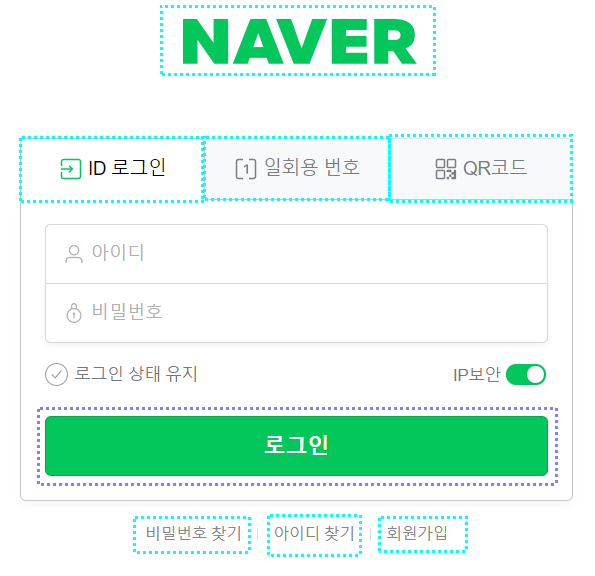 NAVER
ID 로그인 일회용 번호 QR코드
아이디
비밀번호
로그인 상태 유지 IP보안
로그인
비밀번호 찾기 아이디 찾기 회원가입